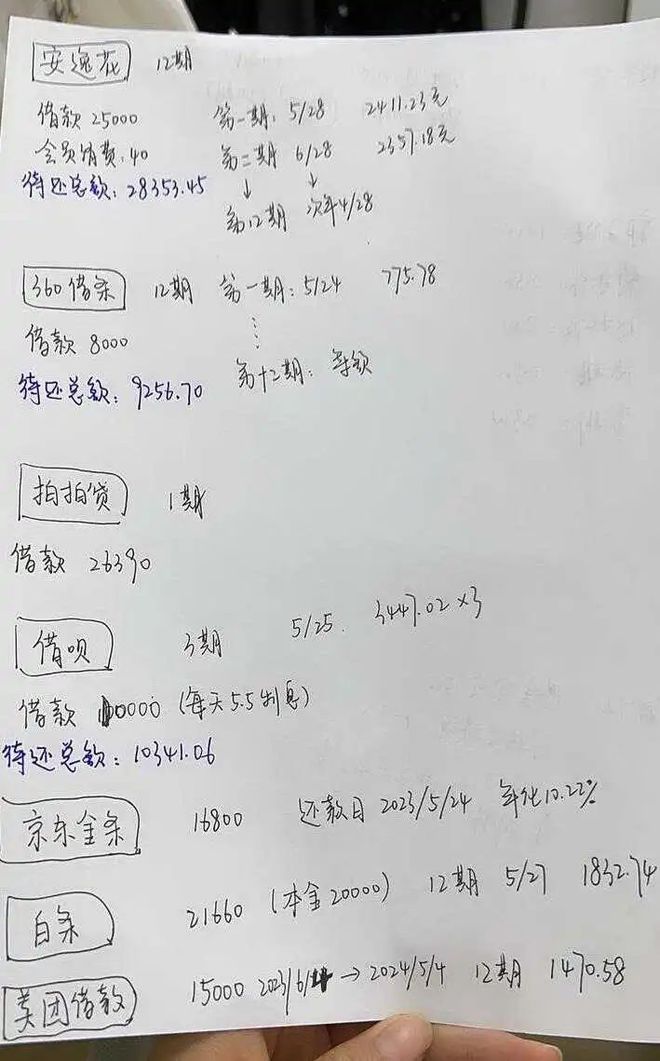 安逸花 12期
借款 25000 第一期：5/28 2411.23元
会员消费：40 第二期 6/28 2357.18元
待还总额：28353.45 ↓ ↓
第12期 次年4/28
360借条 12期 第一期：5/24 775.78
借款 8000
待还总额：9256.70 第十二期：等额
拍拍贷 1期
借款 26390
借呗 3期 5/25. 3447.02×3
借款 10000（每天5.5利息）
待还总额：10341.06
京东金条 16800 还款日 2023/5/24 年化10.22%
白条 21660（本金20000） 12期 5/27 1832.74
美团借款 15000 2023/6/4→2024/5/4 12期 1470.58